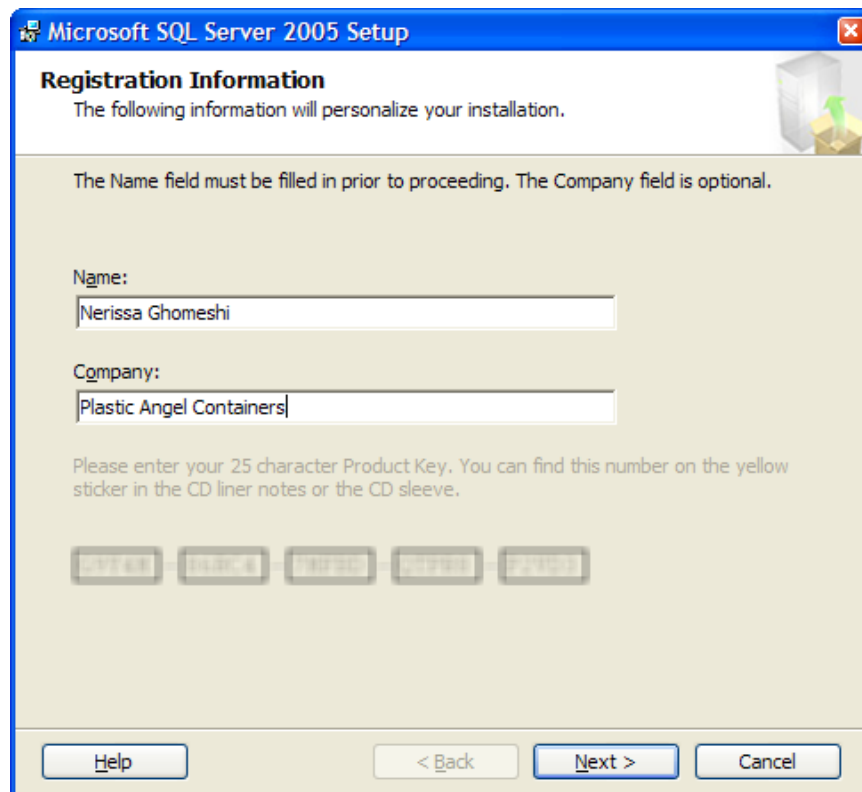 Microsoft SQL Server 2005 Setup
Registration Information
The following information will personalize your installation.
The Name field must be filled in prior to proceeding. The Company field is optional.
Name:
Nerissa Ghomeshi
Company:
Plastic Angel Containers
Please enter your 25 character Product Key. You can find this number on the yellow
sticker in the CD liner notes or the CD sleeve.
Help
< Back
Next >
Cancel